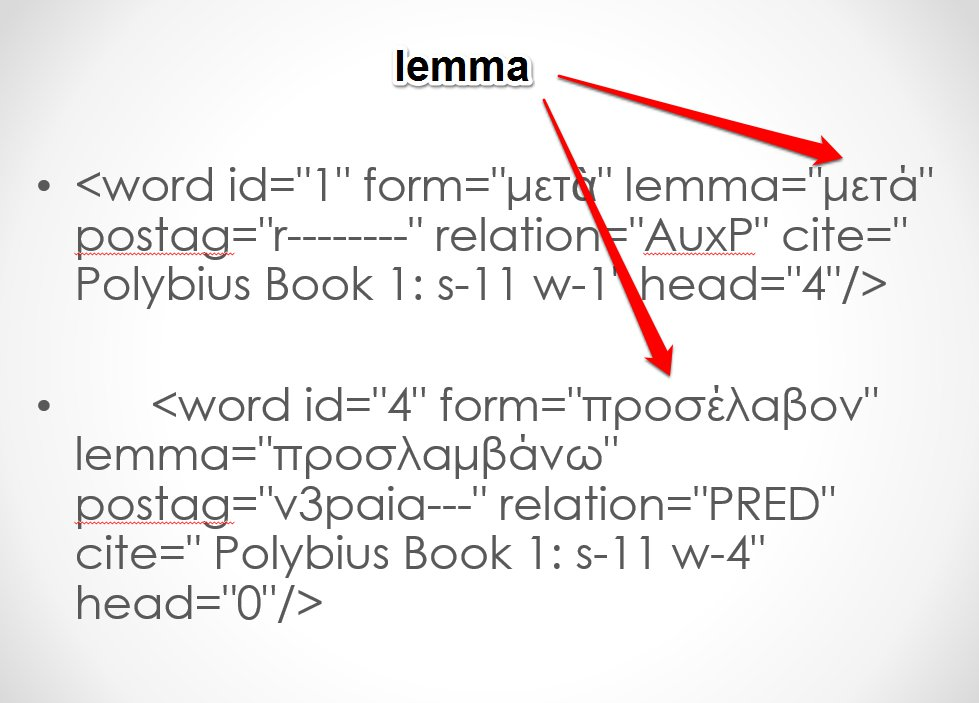 lemma
• <word id="1" form="μετὰ" lemma="μετά"
postag="r--------" relation="AuxP" cite="
Polybius Book 1: s-11 w-1" head="4"/>
• <word id="4" form="προσέλαβον"
lemma="προσλαμβάνω"
postag="v3paia---" relation="PRED"
cite=" Polybius Book 1: s-11 w-4"
head="0"/>